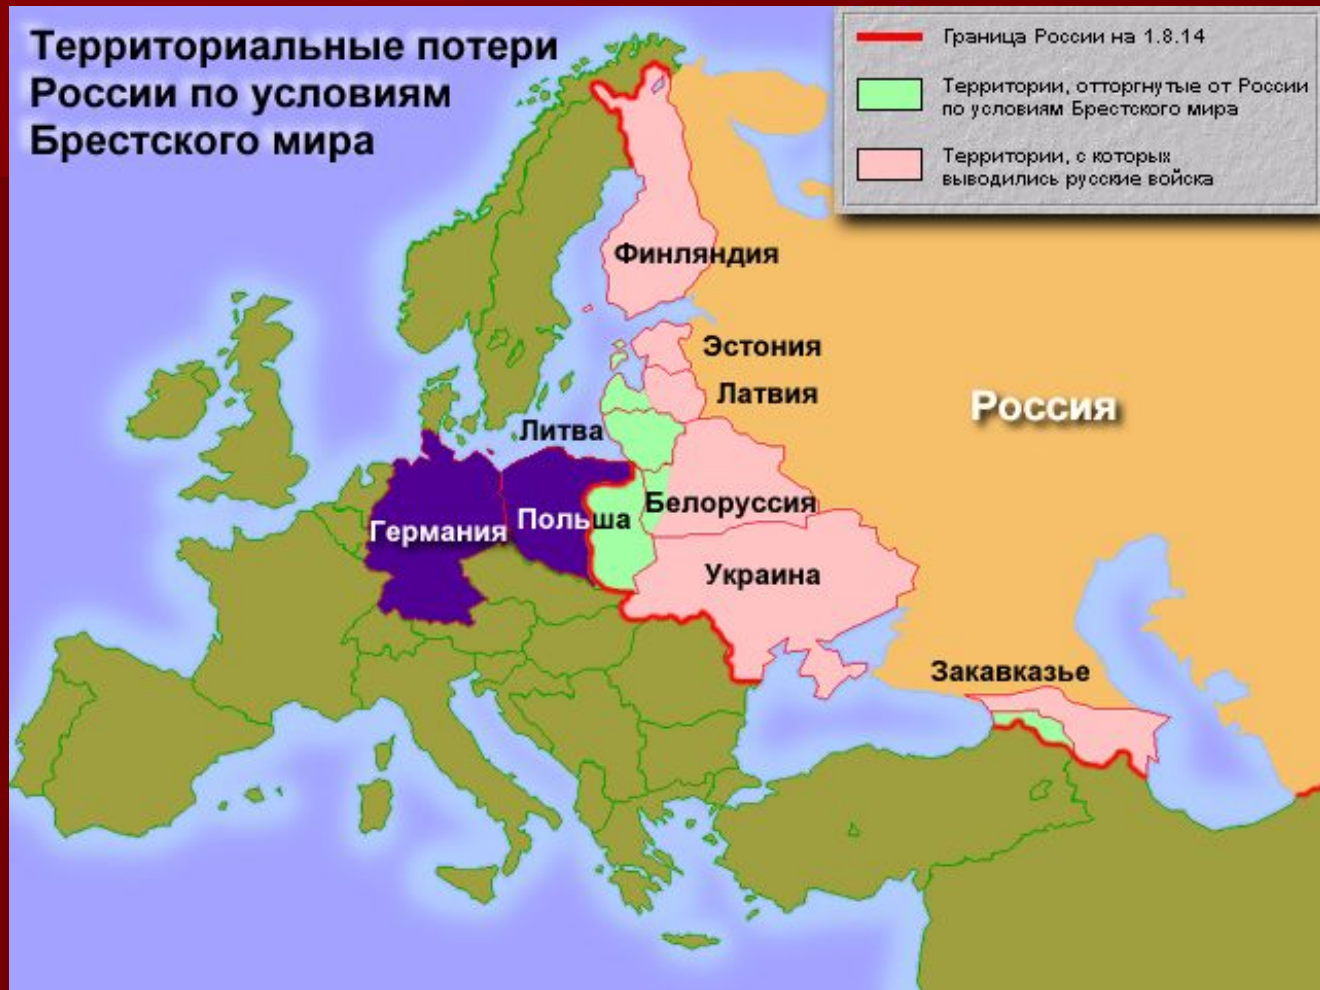 Территориальные потери
России по условиям
Брестского мира
Граница России на 1.8.14
Территории, отторгнутые от России
по условиям Брестского мира
Территории, с которых
выводились русские войска
Финляндия
Эстония
Латвия
Россия
Литва
Белоруссия
Польша
Германия
Украина
Закавказье